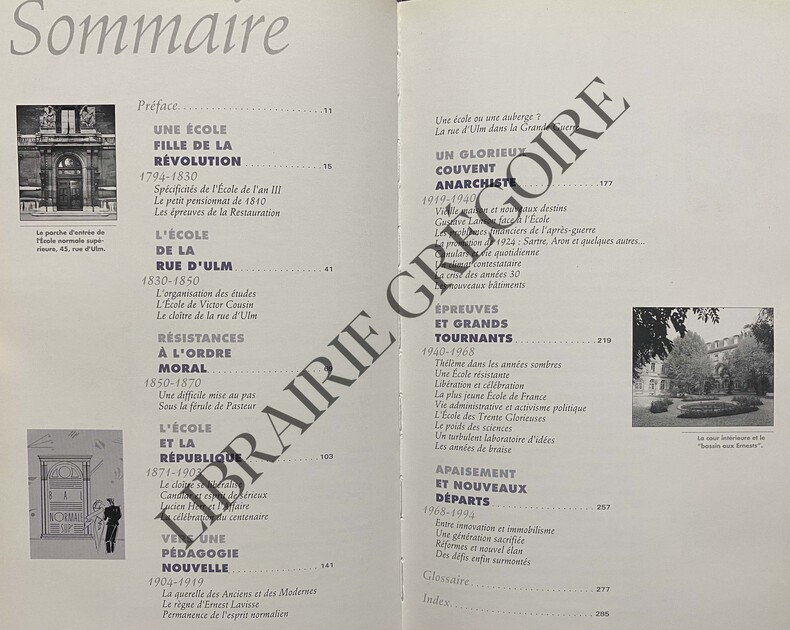 Sommaire
Préface 11
UNE ÉCOLE
FILLE DE LA
RÉVOLUTION 15
1794-1830
Spécificités de l'École de l'an III
Le petit pensionnat de 1810
Les épreuves de la Restauration
Le porche d'entrée de
l'École normale supé-
rieure, 45, rue d'Ulm.
L'ÉCOLE
DE LA
RUE D'ULM 41
1830-1850
L'organisation des études
L'École de Victor Cousin
Le cloître de la rue d'Ulm
RÉSISTANCES
À L'ORDRE
MORAL 69
1850-1870
Une difficile mise au pas
Sous la férule de Pasteur
L'ÉCOLE
ET LA
RÉPUBLIQUE 103
1871-1903
Le cloître se libéralise
Canulars et esprit de sérieux
Lucien Herr et l'Affaire
La célébration du centenaire
BAL
NORMALE
SUP'
VERS UNE
PÉDAGOGIE
NOUVELLE 141
1904-1919
La querelle des Anciens et des Modernes
Le règne d'Ernest Lavisse
Permanence de l'esprit normalien
Une école ou une auberge ?
La rue d'Ulm dans la Grande Guerre
UN GLORIEUX
COUVENT
ANARCHISTE 177
1919-1940
Vieille maison et nouveaux destins
Gustave Lanson face à l'École
Les problèmes financiers de l'après-guerre
La promotion de 1924 : Sartre, Aron et quelques autres...
Canulars et vie quotidienne
Un climat contestataire
La crise des années 30
Les nouveaux bâtiments
ÉPREUVES
ET GRANDS
TOURNANTS 219
1940-1968
Thélème dans les années sombres
Une École résistante
Libération et célébration
La plus jeune École de France
Vie administrative et activisme politique
L'École des Trente Glorieuses
Le poids des sciences
Un turbulent laboratoire d'idées
Les années de braise
La cour intérieure et le
"bassin aux Ernests".
APAISEMENT
ET NOUVEAUX
DÉPARTS 257
1968-1994
Entre innovation et immobilisme
Une génération sacrifiée
Réformes et nouvel élan
Des défis enfin surmontés
Glossaire 277
Index 285
LIBRAIRIE GRÉGOIRE